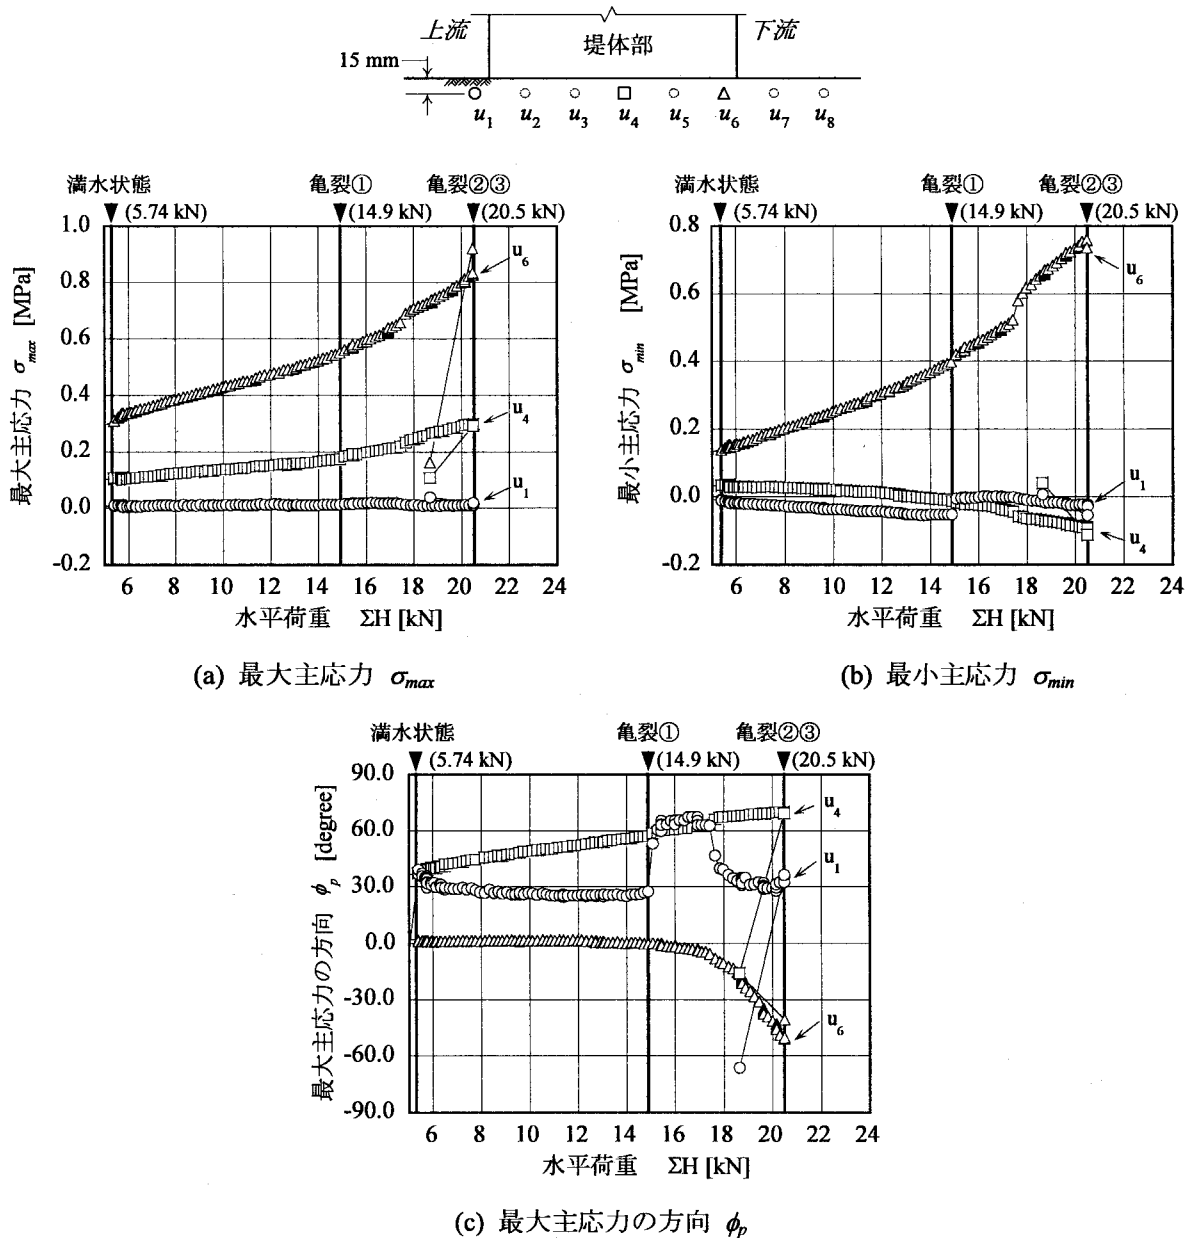 上流
堤体部
下流
15 mm
u1 u2 u3 u4 u5 u6 u7 u8
満水状態 亀裂① 亀裂②③
(5.74 kN) (14.9 kN) (20.5 kN)
最大主応力 σmax [MPa]
1.0
0.8
0.6
0.4
0.2
0.0
-0.2
u6
u4
u1
6 8 10 12 14 16 18 20 22 24
水平荷重 ΣH [kN]
(a) 最大主応力 σmax
満水状態 亀裂① 亀裂②③
(5.74 kN) (14.9 kN) (20.5 kN)
最小主応力 σmin [MPa]
0.8
0.6
0.4
0.2
0.0
-0.2
u6
u1
u4
6 8 10 12 14 16 18 20 22 24
水平荷重 ΣH [kN]
(b) 最小主応力 σmin
満水状態 亀裂① 亀裂②③
(5.74 kN) (14.9 kN) (20.5 kN)
最大主応力の方向 ϕp [degree]
90.0
60.0
30.0
0.0
-30.0
-60.0
-90.0
u4
u1
u6
6 8 10 12 14 16 18 20 22 24
水平荷重 ΣH [kN]
(c) 最大主応力の方向 ϕp